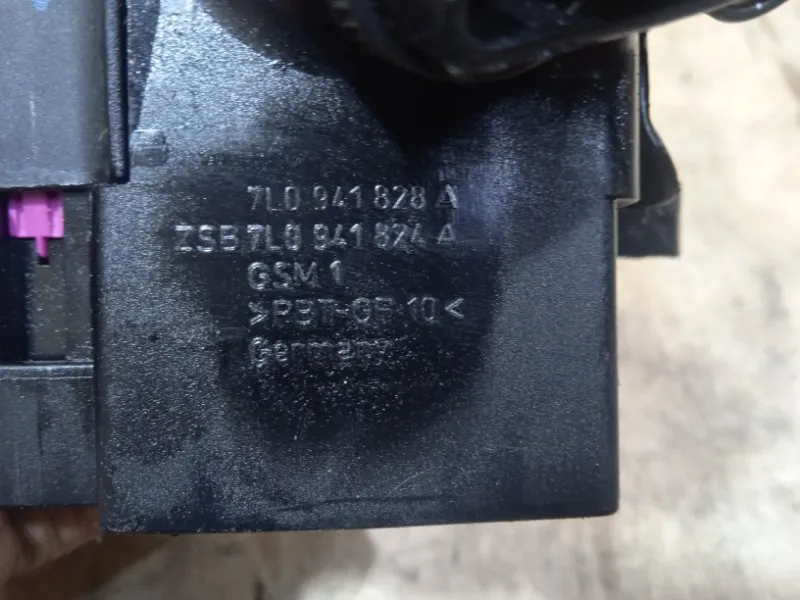 7L0 941 828 A
ZSB 7L0 941 824 A
GSM 1
>PBT-GF 10<
Germany